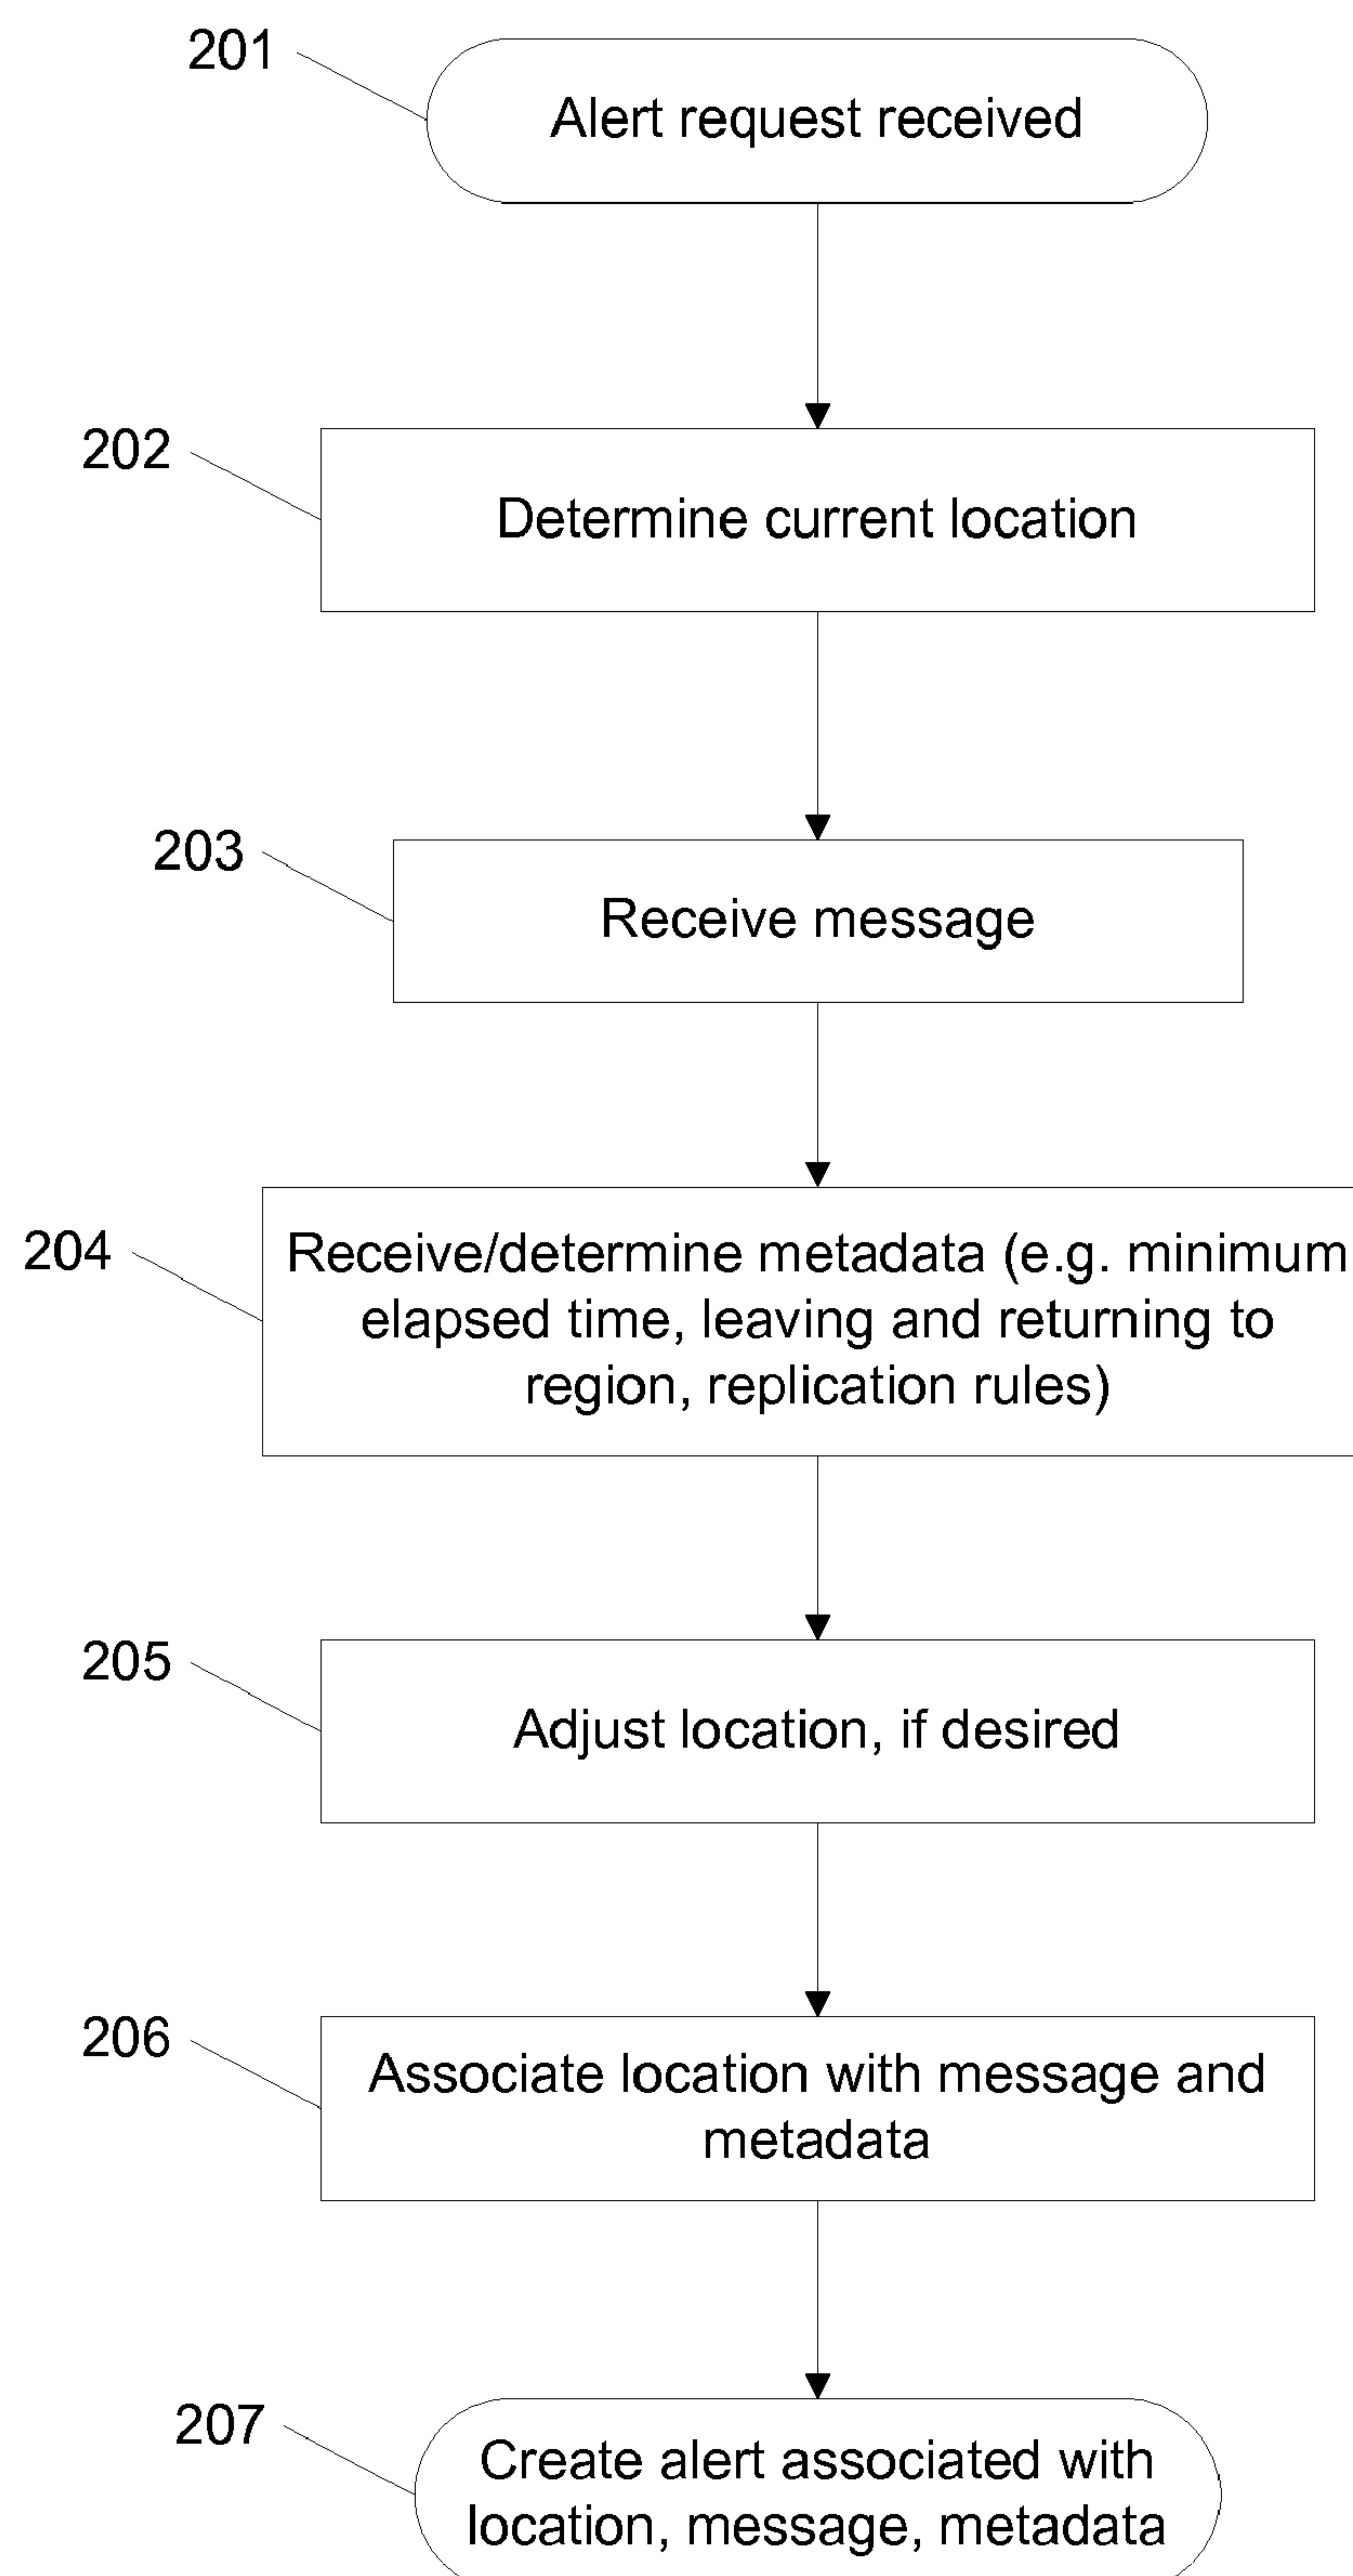 201
Alert request received
202
Determine current location
203
Receive message
204
Receive/determine metadata (e.g. minimum
elapsed time, leaving and returning to
region, replication rules)
205
Adjust location, if desired
206
Associate location with message and
metadata
207
Create alert associated with
location, message, metadata